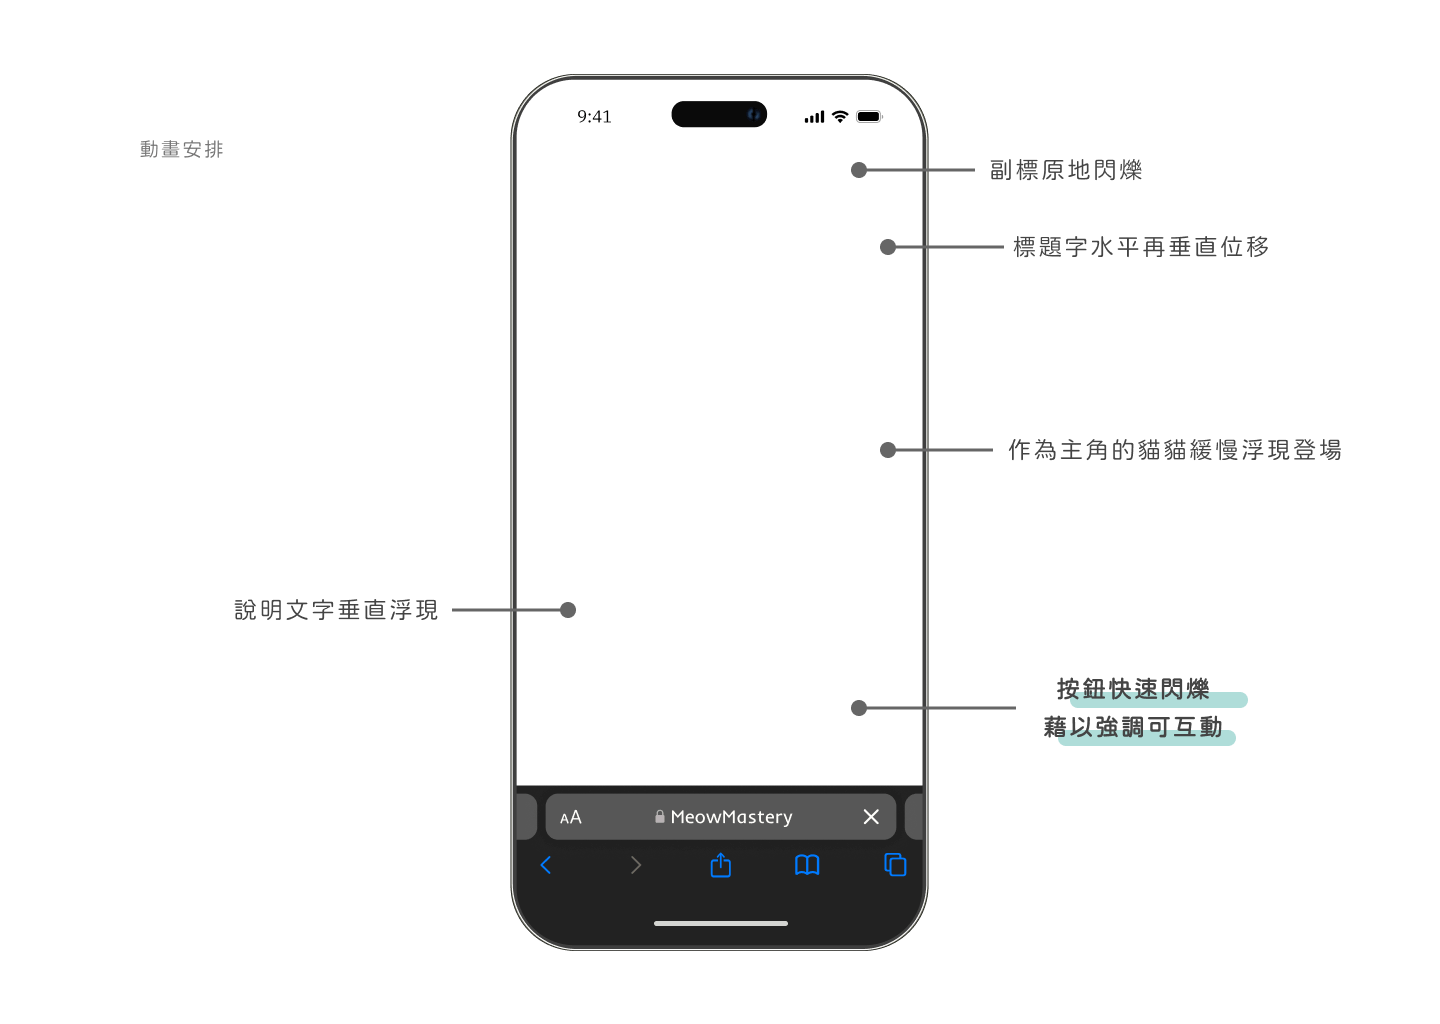 9:41
動畫安排
副標原地閃爍
標題字水平再垂直位移
作為主角的貓貓緩慢浮現登場
說明文字垂直浮現
按鈕快速閃爍
藉以強調可互動
AA MeowMastery